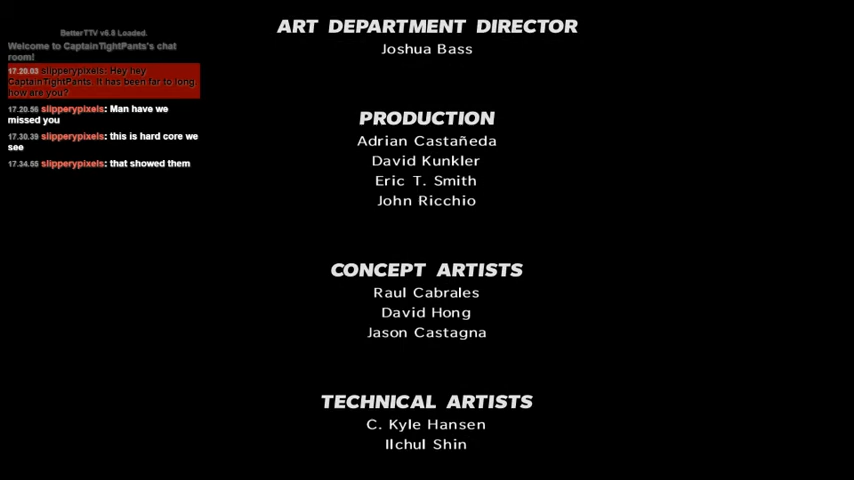 BetterTTV v6.8 Loaded.
Welcome to CaptainTightPants's chat
room!
17.20.03 slipperypixels: Hey hey
CaptainTightPants. It has been far to long.
how are you?
17.20.56 slipperypixels: Man have we
missed you
17.30.39 slipperypixels: this is hard core we
see
17.34.55 slipperypixels: that showed them
ART DEPARTMENT DIRECTOR
Joshua Bass
PRODUCTION
Adrian Castañeda
David Kunkler
Eric T. Smith
John Ricchio
CONCEPT ARTISTS
Raul Cabrales
David Hong
Jason Castagna
TECHNICAL ARTISTS
C. Kyle Hansen
Ilchul Shin